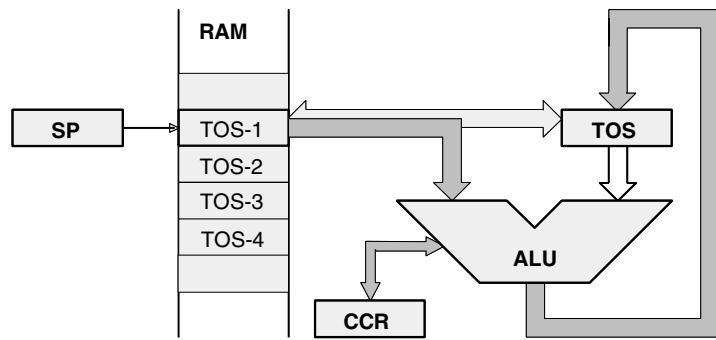 RAM
SP
TOS-1
TOS
TOS-2
TOS-3
TOS-4
ALU
CCR